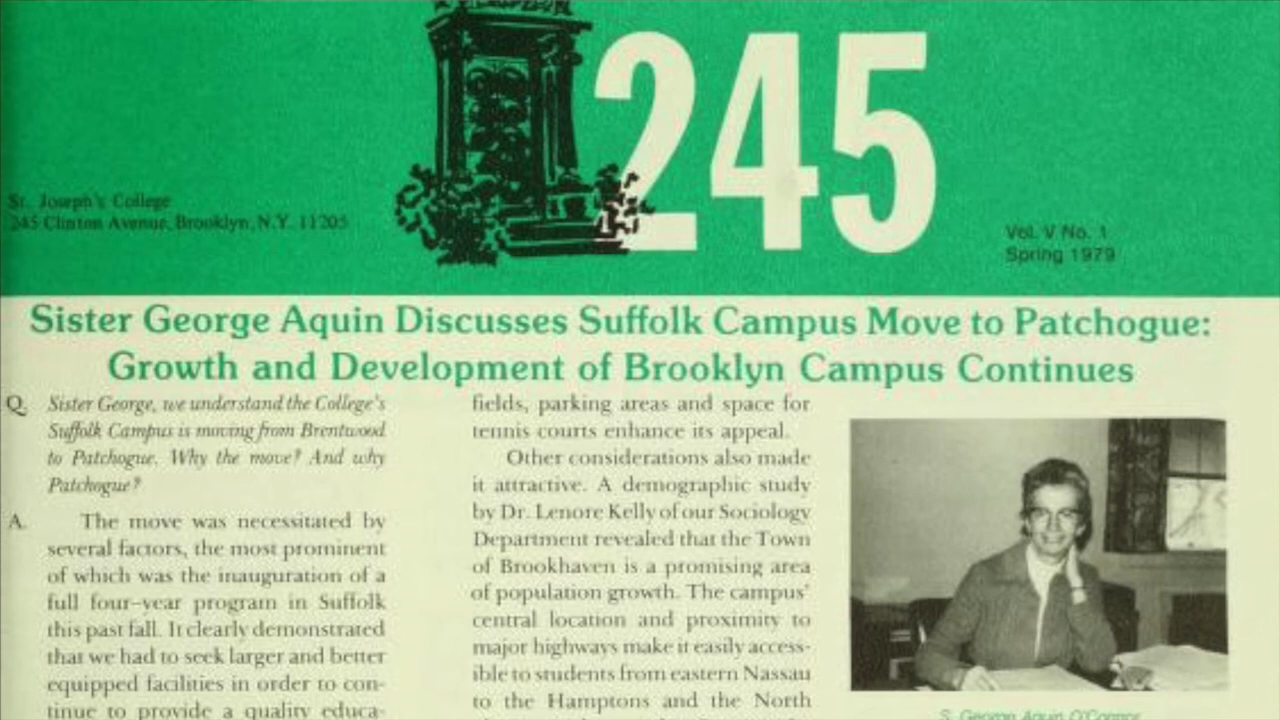 245
St. Joseph's College
245 Clinton Avenue, Brooklyn, N.Y. 11205
Vol. V No. 1
Spring 1979
Sister George Aquin Discusses Suffolk Campus Move to Patchogue:
Growth and Development of Brooklyn Campus Continues
Q. Sister George, we understand the College's
Suffolk Campus is moving from Brentwood
to Patchogue. Why the move? And why
Patchogue?
A. The move was necessitated by
several factors, the most prominent
of which was the inauguration of a
full four-year program in Suffolk
this past fall. It clearly demonstrated
that we had to seek larger and better
equipped facilities in order to con-
tinue to provide a quality educa-
fields, parking areas and space for
tennis courts enhance its appeal.
Other considerations also made
it attractive. A demographic study
by Dr. Lenore Kelly of our Sociology
Department revealed that the Town
of Brookhaven is a promising area
of population growth. The campus'
central location and proximity to
major highways make it easily access-
ible to students from eastern Nassau
to the Hamptons and the North
S. George Aquin O'Connor